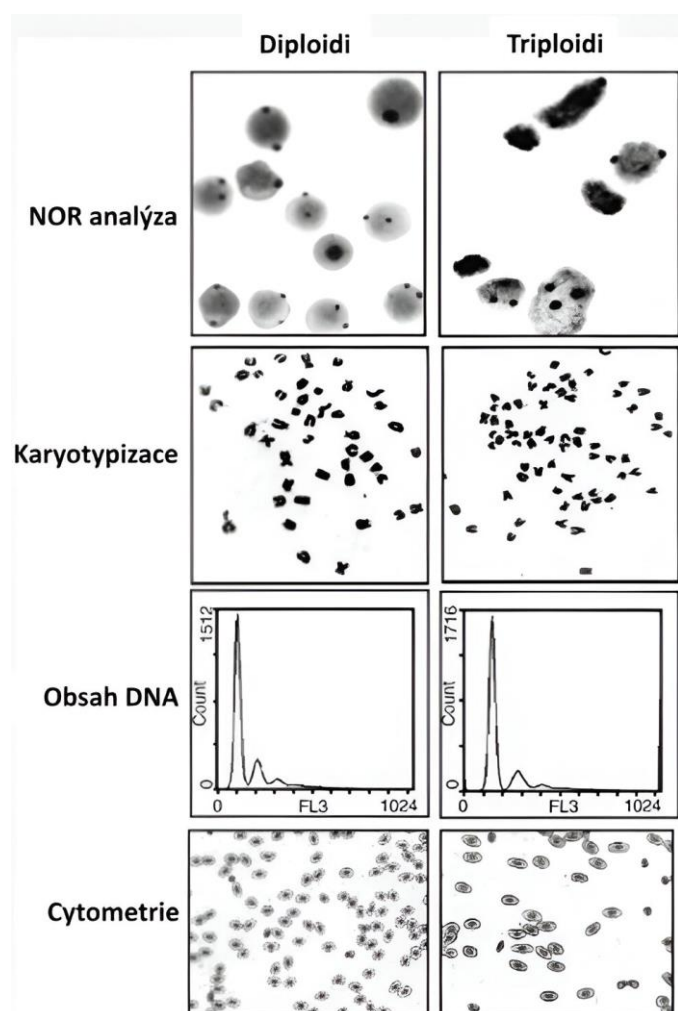 Diploidi
Triploidi
NOR analýza
Karyotypizace
Obsah DNA
1512
Count
0
0
FL3
1024
1716
Count
0
0
FL3
1024
Cytometrie